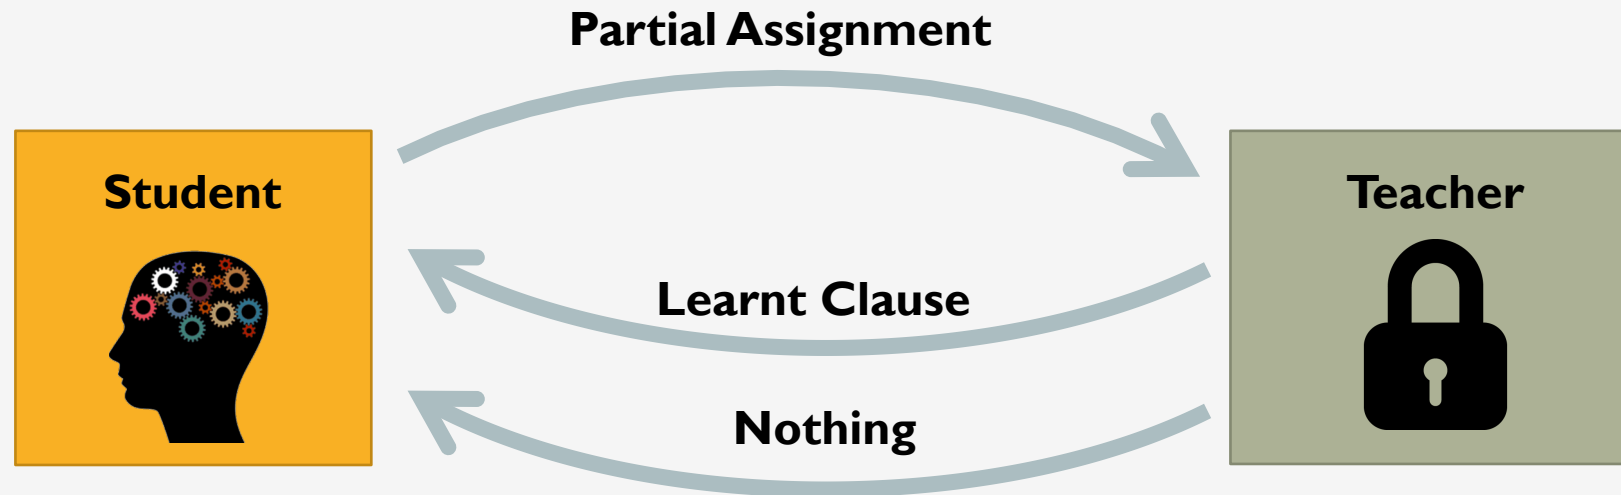 Partial Assignment
Student
Teacher
Learnt Clause
Nothing